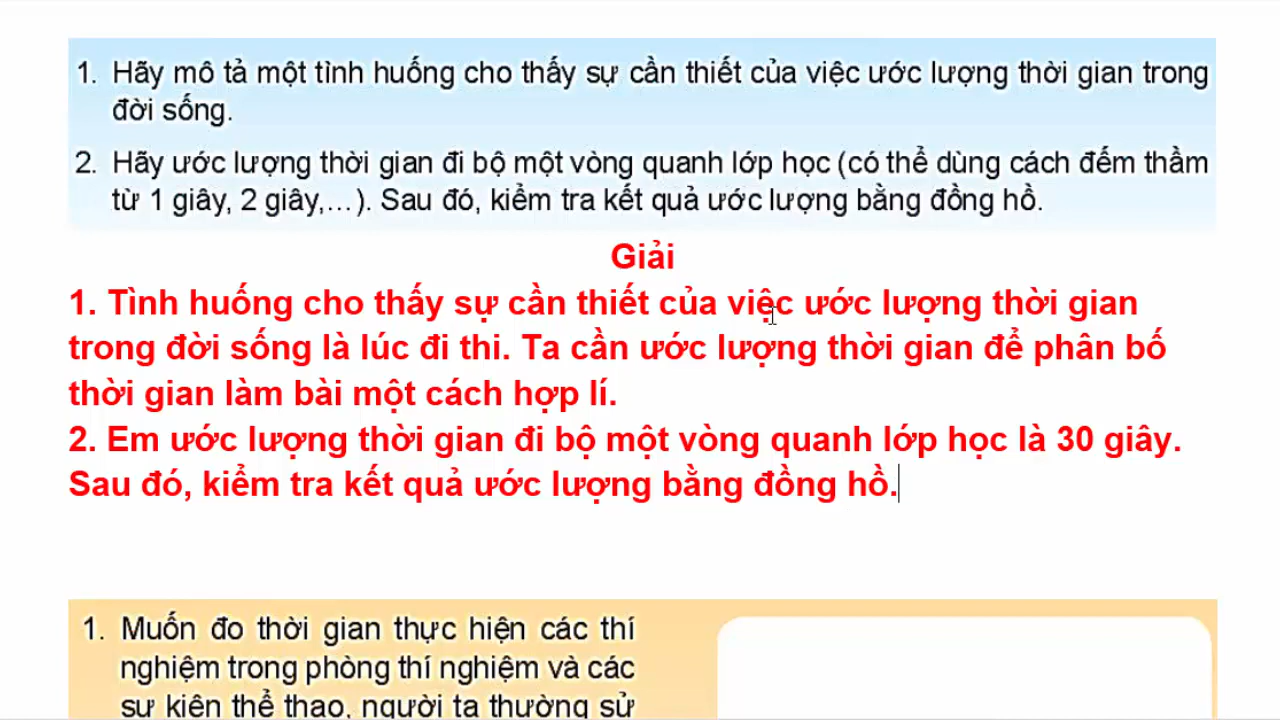 1. Hãy mô tả một tình huống cho thấy sự cần thiết của việc ước lượng thời gian trong
đời sống.
2. Hãy ước lượng thời gian đi bộ một vòng quanh lớp học (có thể dùng cách đếm thầm
từ 1 giây, 2 giây,...). Sau đó, kiểm tra kết quả ước lượng bằng đồng hồ.
Giải
1. Tình huống cho thấy sự cần thiết của việc ước lượng thời gian
trong đời sống là lúc đi thi. Ta cần ước lượng thời gian để phân bố
thời gian làm bài một cách hợp lí.
2. Em ước lượng thời gian đi bộ một vòng quanh lớp học là 30 giây.
Sau đó, kiểm tra kết quả ước lượng bằng đồng hồ.
1. Muốn đo thời gian thực hiện các thí
nghiệm trong phòng thí nghiệm và các
sự kiện thể thao, người ta thường sử